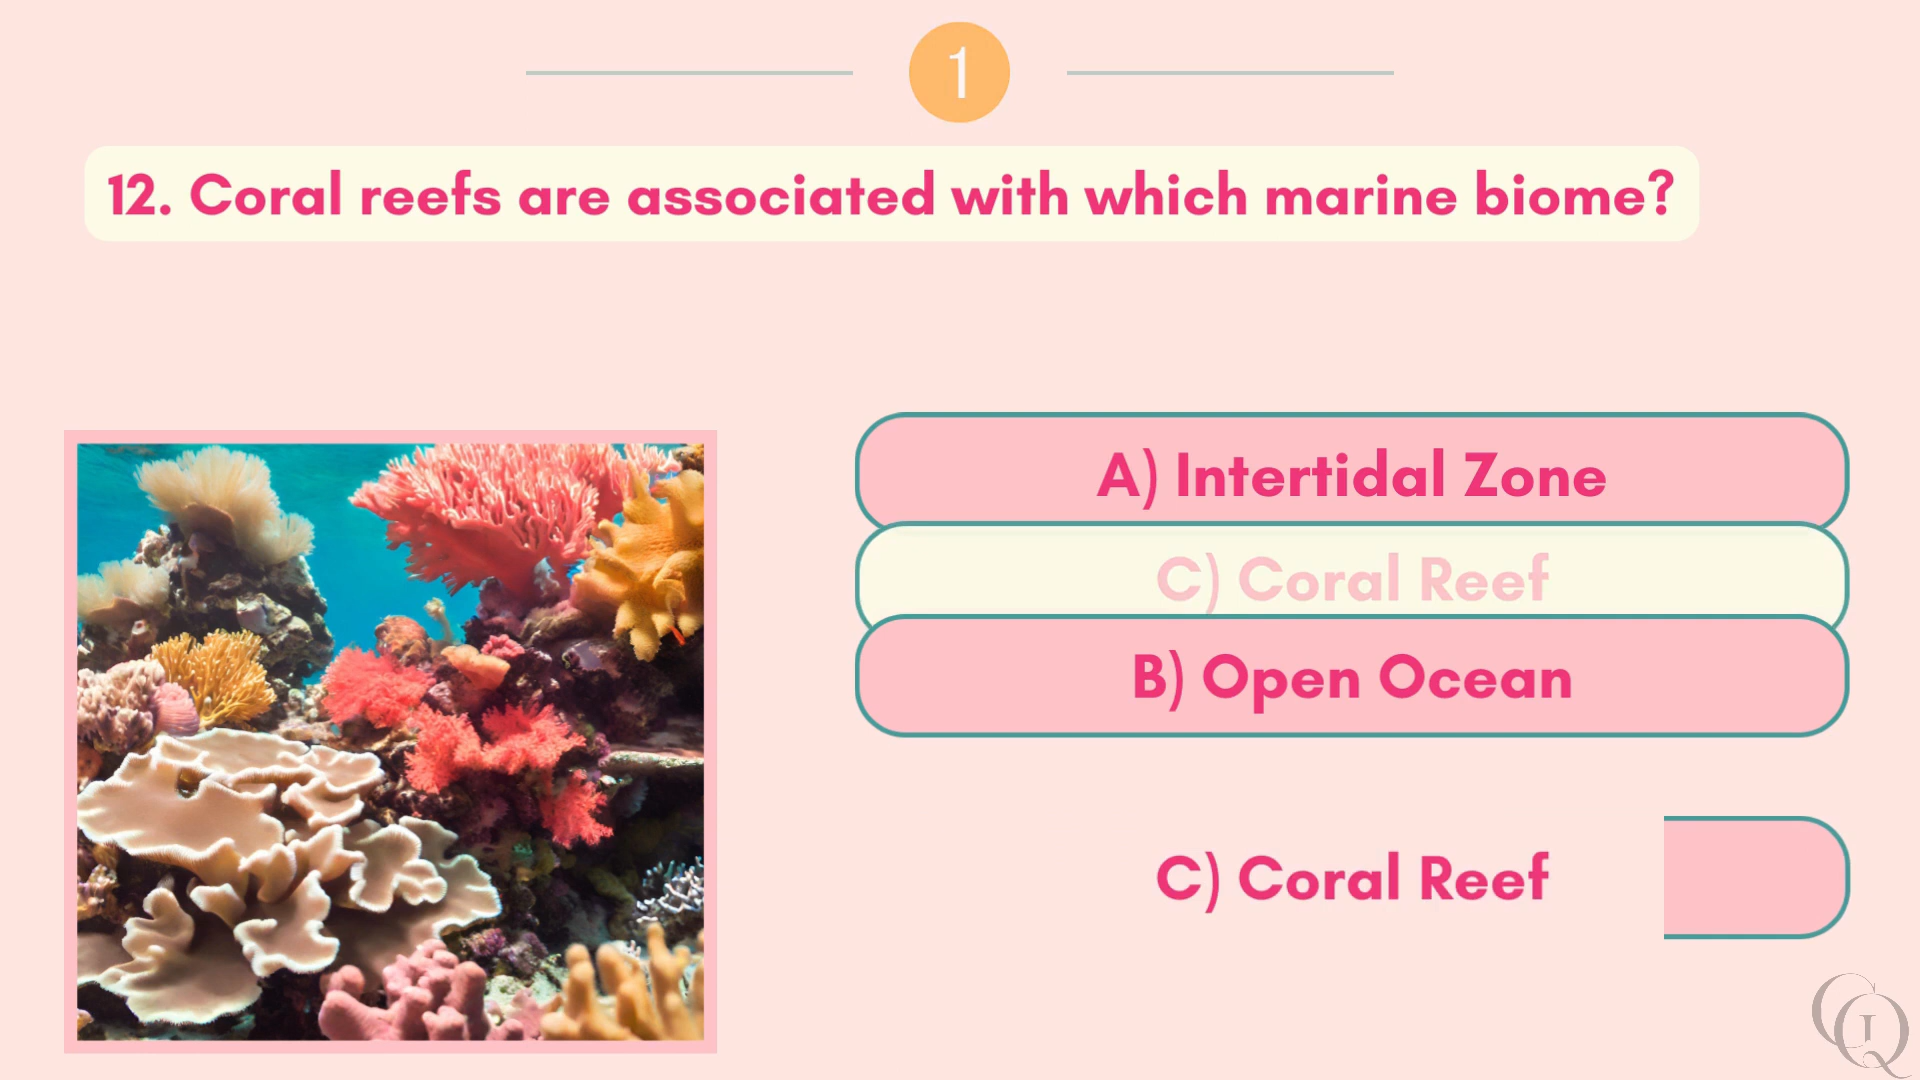 1
12. Coral reefs are associated with which marine biome?
A) Intertidal Zone
C) Coral Reef
B) Open Ocean
C) Coral Reef